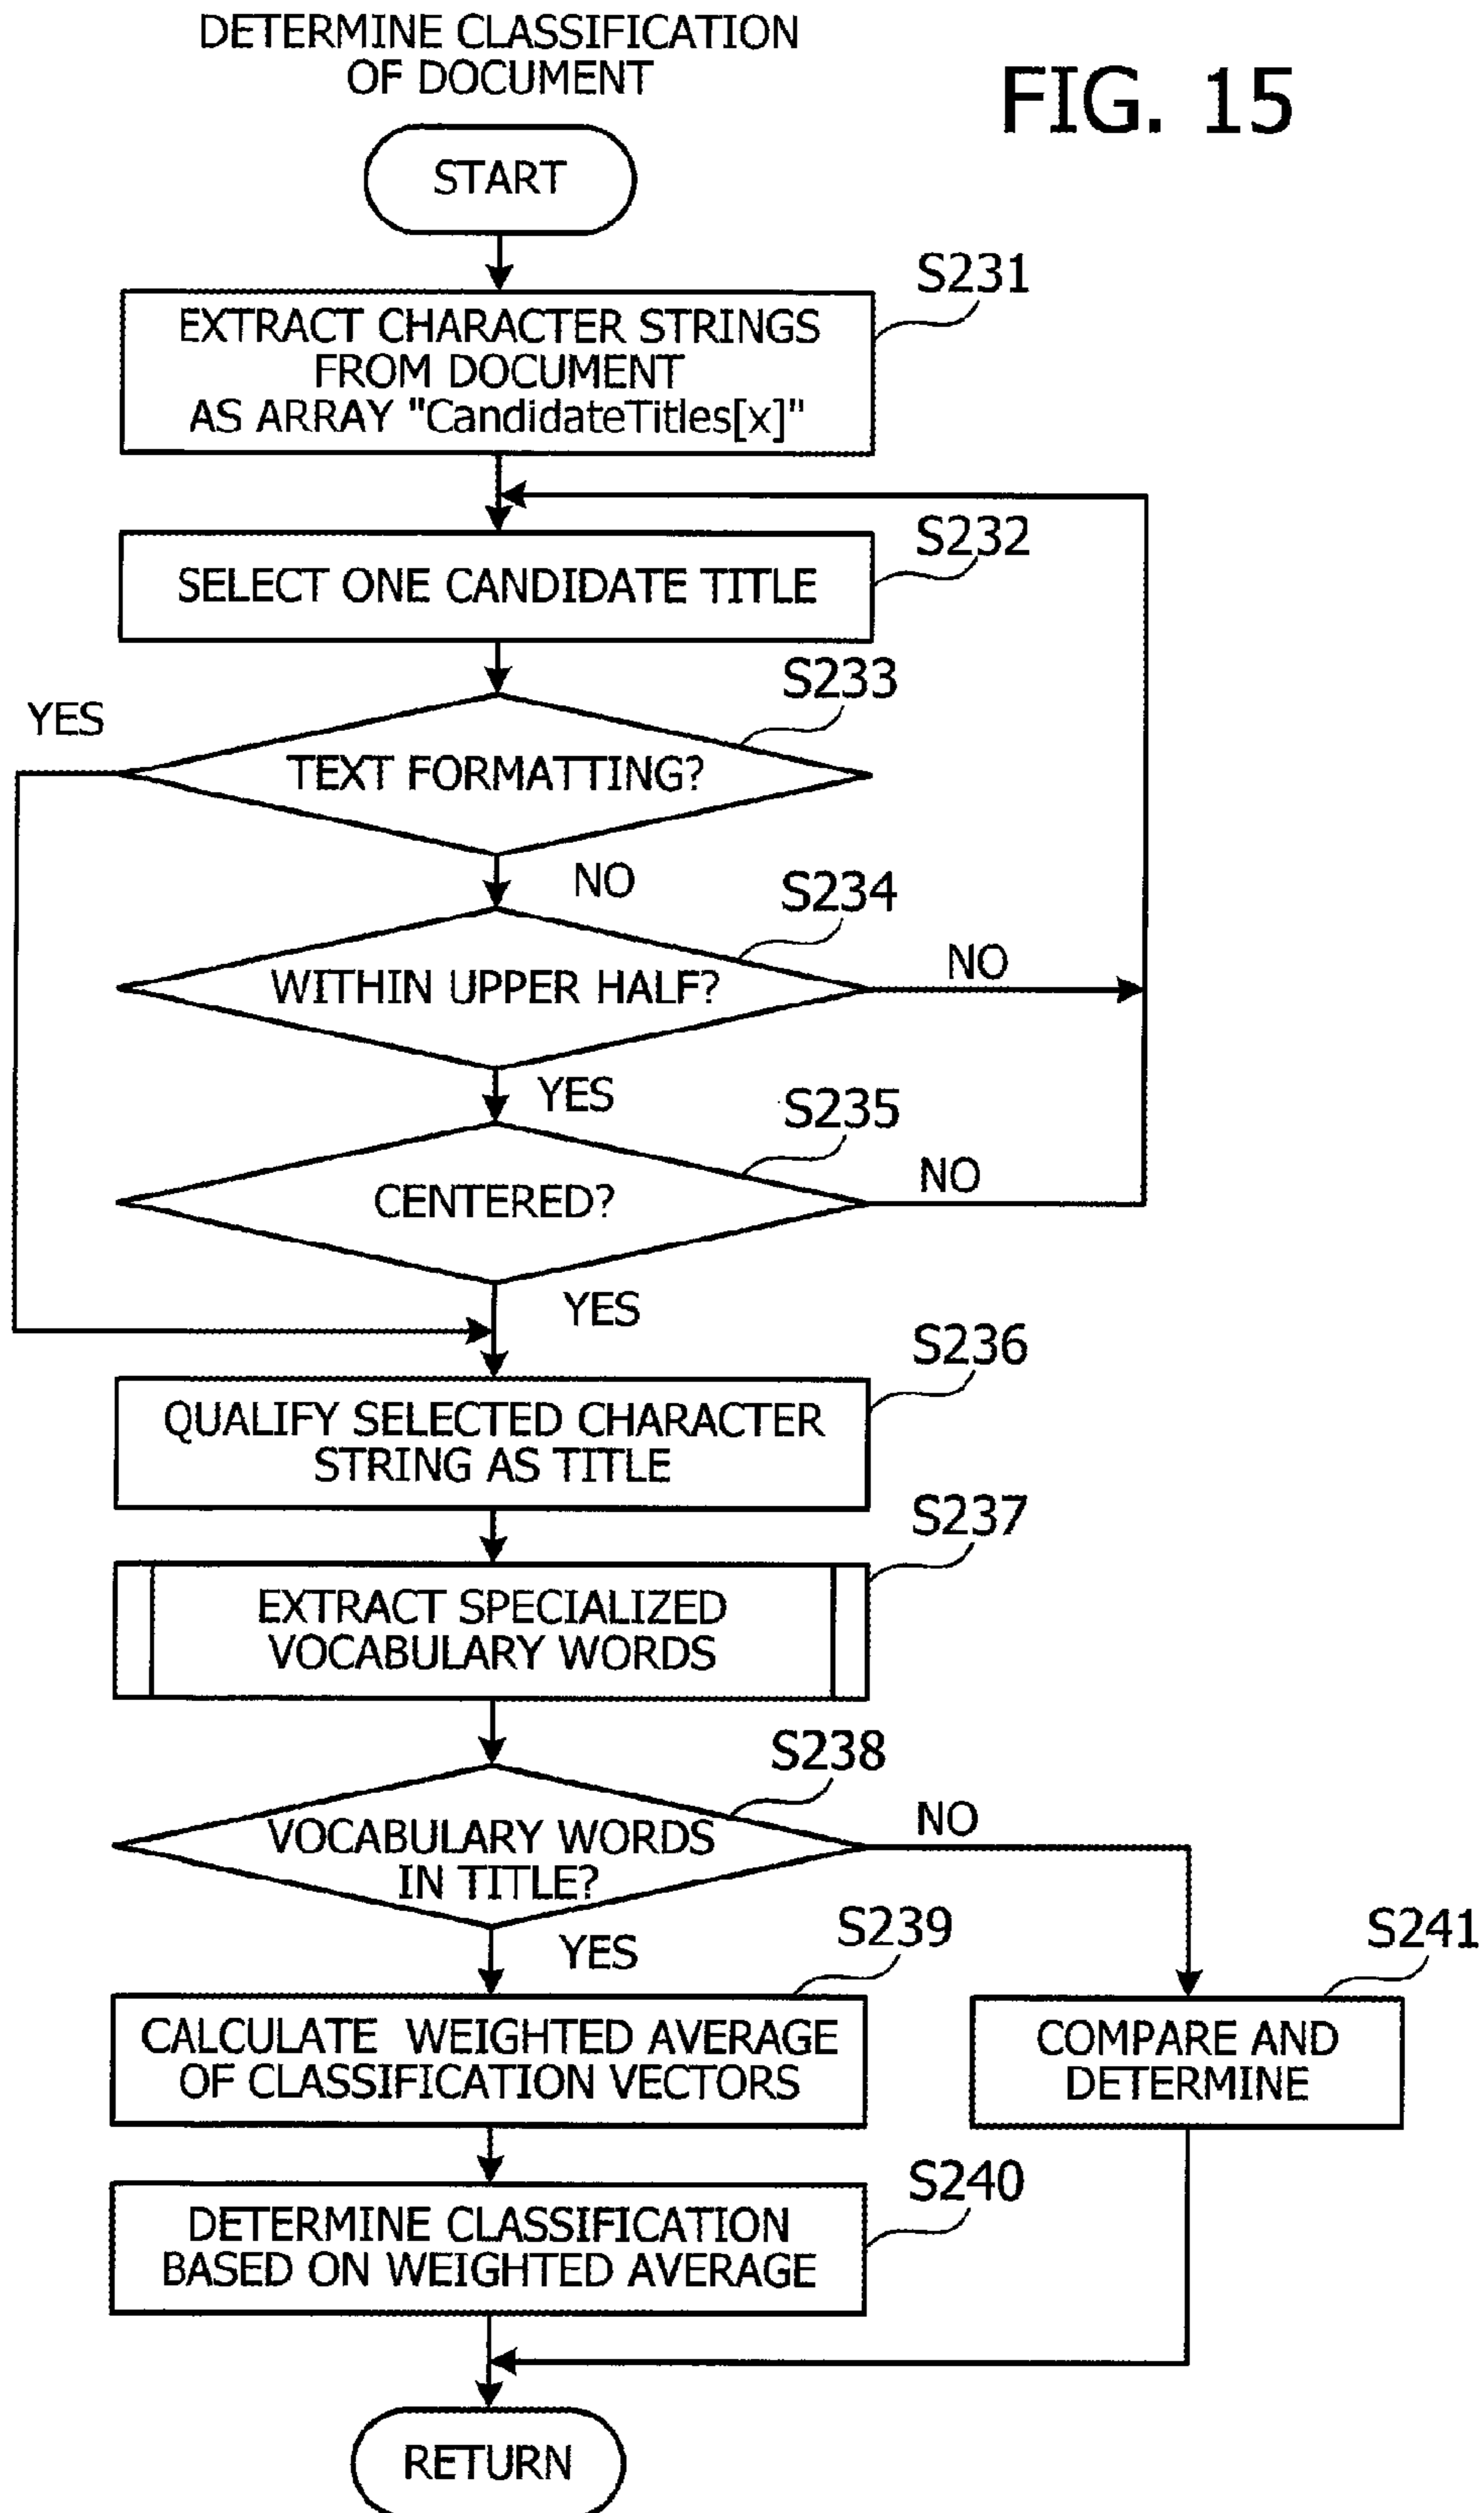 DETERMINE CLASSIFICATION
OF DOCUMENT
FIG. 15
START
S231
EXTRACT CHARACTER STRINGS
FROM DOCUMENT
AS ARRAY "CandidateTitles[x]"
S232
SELECT ONE CANDIDATE TITLE
S233
YES
TEXT FORMATTING?
NO
S234
WITHIN UPPER HALF?
NO
YES
S235
CENTERED?
NO
YES
S236
QUALIFY SELECTED CHARACTER
STRING AS TITLE
S237
EXTRACT SPECIALIZED
VOCABULARY WORDS
S238
VOCABULARY WORDS
IN TITLE?
NO
YES
S239
S241
CALCULATE WEIGHTED AVERAGE
OF CLASSIFICATION VECTORS
COMPARE AND
DETERMINE
S240
DETERMINE CLASSIFICATION
BASED ON WEIGHTED AVERAGE
RETURN